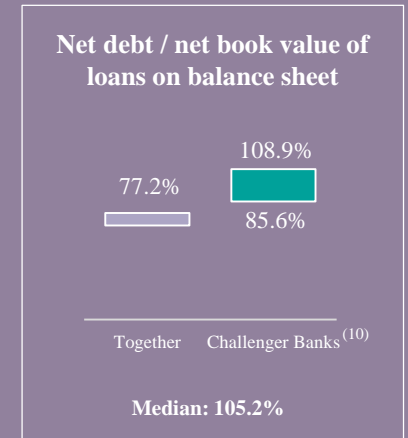 Net debt / net book value of
loans on balance sheet
108.9%
77.2%
85.6%
Together Challenger Banks (10)
Median: 105.2%